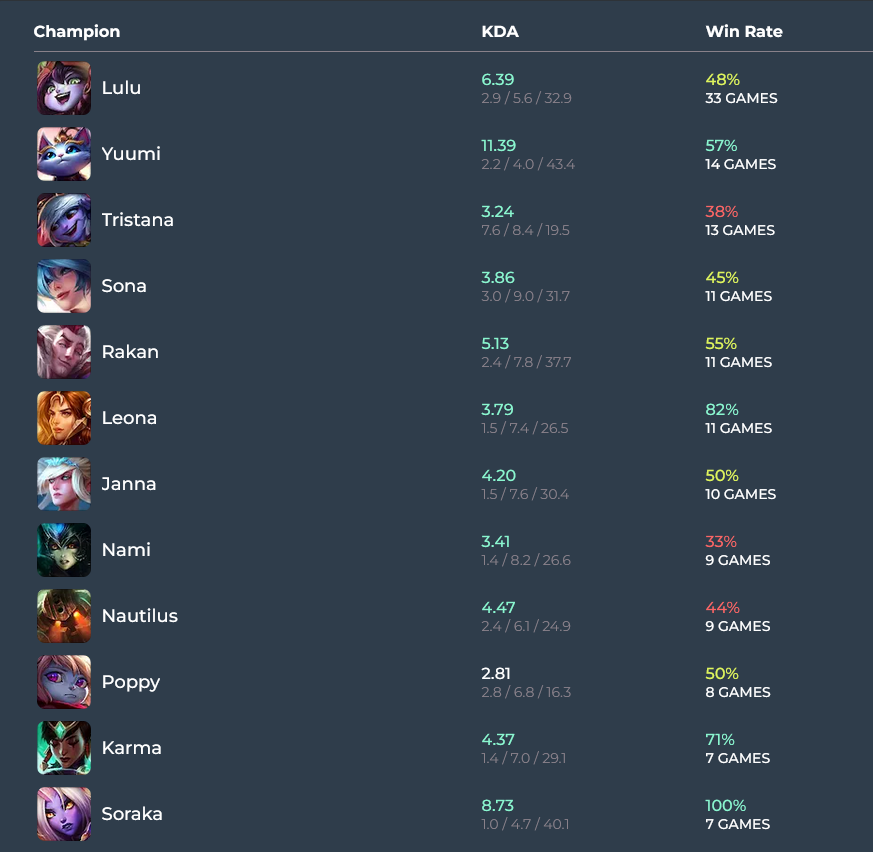 Champion KDA Win Rate
Lulu 6.39 48%
2.9 / 5.6 / 32.9 33 GAMES
Yuumi 11.39 57%
2.2 / 4.0 / 43.4 14 GAMES
Tristana 3.24 38%
7.6 / 8.4 / 19.5 13 GAMES
Sona 3.86 45%
3.0 / 9.0 / 31.7 11 GAMES
Rakan 5.13 55%
2.4 / 7.8 / 37.7 11 GAMES
Leona 3.79 82%
1.5 / 7.4 / 26.5 11 GAMES
Janna 4.20 50%
1.5 / 7.6 / 30.4 10 GAMES
Nami 3.41 33%
1.4 / 8.2 / 26.6 9 GAMES
Nautilus 4.47 44%
2.4 / 6.1 / 24.9 9 GAMES
Poppy 2.81 50%
2.8 / 6.8 / 16.3 8 GAMES
Karma 4.37 71%
1.4 / 7.0 / 29.1 7 GAMES
Soraka 8.73 100%
1.0 / 4.7 / 40.1 7 GAMES